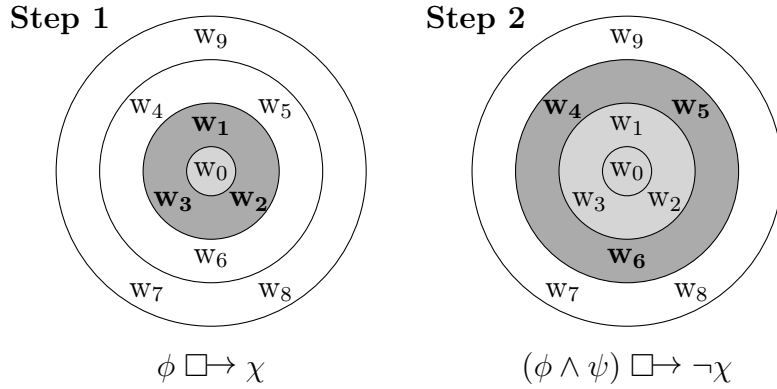 Step 1
w₉
w₄ w₅
w₁
w₀
w₃ w₂
w₆
w₇ w₈
ϕ □→ χ
Step 2
w₉
w₄ w₅
w₁
w₀
w₃ w₂
w₆
w₇ w₈
(ϕ ∧ ψ) □→ ¬χ